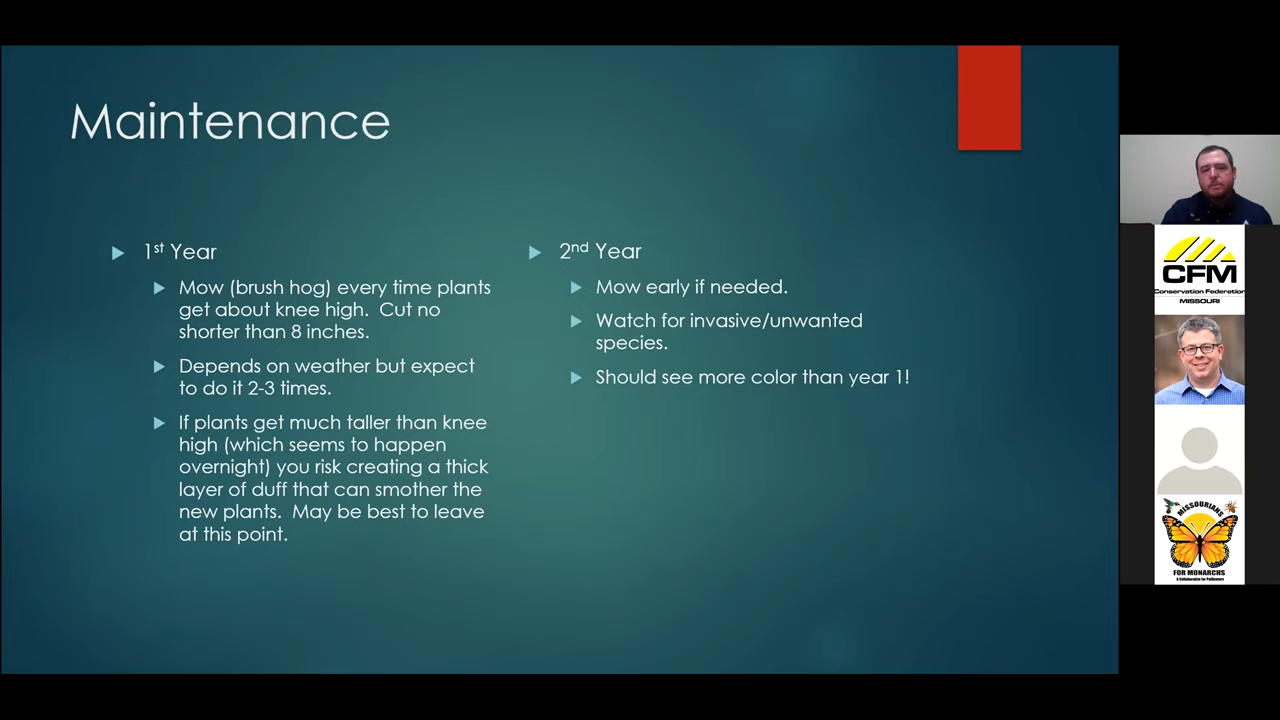 Maintenance
1st Year
Mow (brush hog) every time plants
get about knee high.  Cut no
shorter than 8 inches.
Depends on weather but expect
to do it 2-3 times.
If plants get much taller than knee
high (which seems to happen
overnight) you risk creating a thick
layer of duff that can smother the
new plants.  May be best to leave
at this point.
2nd Year
Mow early if needed.
Watch for invasive/unwanted
species.
Should see more color than year 1!
CFM
Conservation Federation
MISSOURI
MISSOURIANS
FOR MONARCHS
A Collaborative for Pollinators